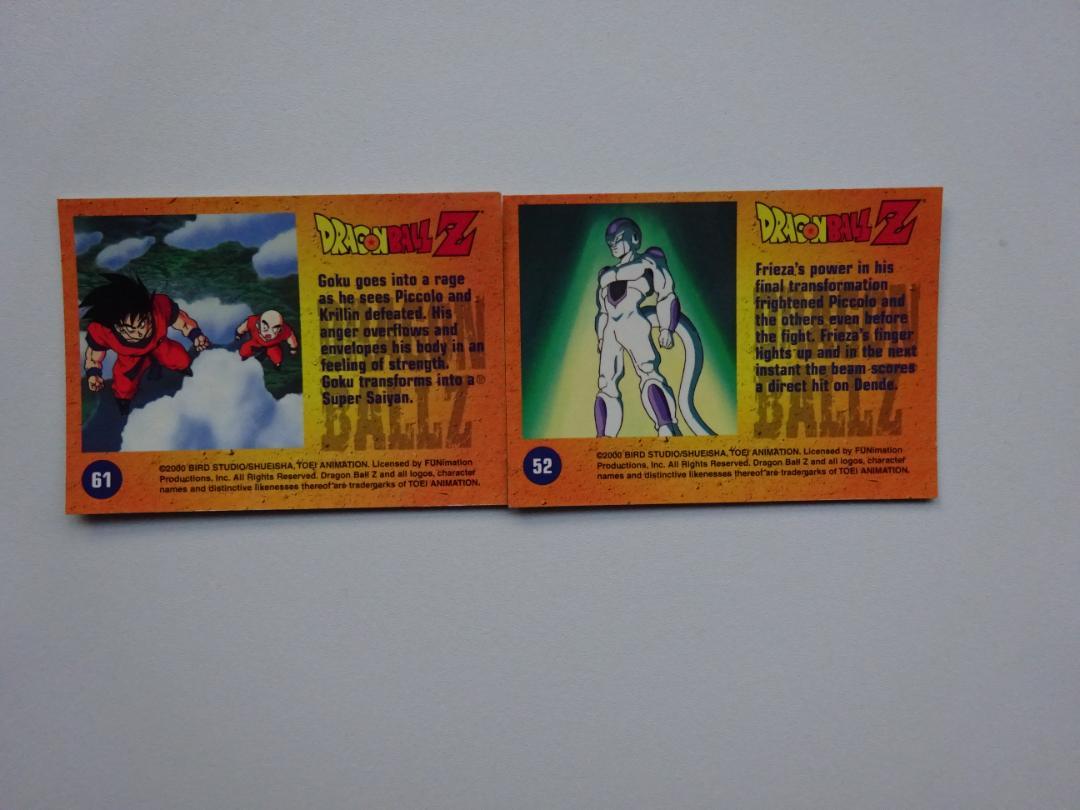 DRAGON BALL Z
Goku goes into a rage
as he sees Piccolo and
Krillin defeated. His
anger overflows and
envelopes his body in an
feeling of strength.
Goku transforms into a®
Super Saiyan.
BALLZ
61
©2000 BIRD STUDIO/SHUEISHA, TOEI ANIMATION. Licensed by FUNimation
Productions, Inc. All Rights Reserved. Dragon Ball Z and all logos, character
names and distinctive likenesses thereof are trademarks of TOEI ANIMATION.
DRAGON BALL Z
Frieza's power in his
final transformation
frightened Piccolo and
the others even before
the fight. Frieza's finger
lights up and in the next
instant the beam scores
a direct hit on Dende.
BALLZ
52
©2000 BIRD STUDIO/SHUEISHA, TOEI ANIMATION. Licensed by FUNimation
Productions, Inc. All Rights Reserved. Dragon Ball Z and all logos, character
names and distinctive likenesses thereof are trademarks of TOEI ANIMATION.